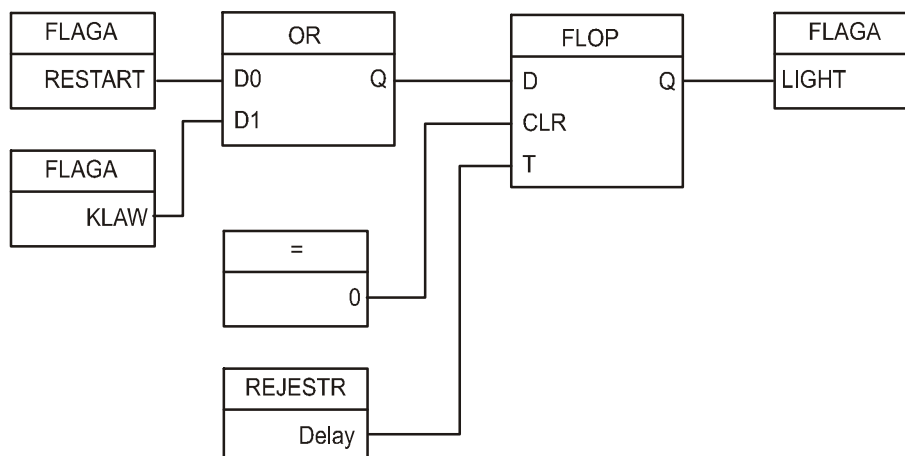 FLAGA
RESTART
OR
D0
Q
D1
FLAGA
KLAW
=
0
REJESTR
Delay
FLOP
D
Q
CLR
T
FLAGA
LIGHT